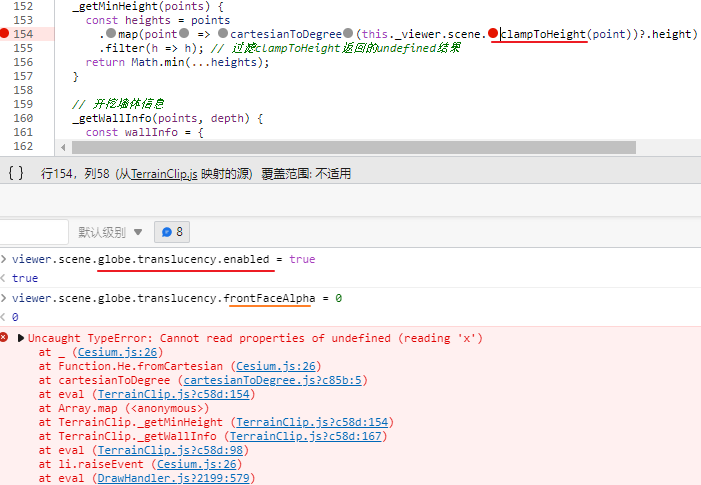 152 _getMinHeight(points) {
153 const heights = points
154 .map(point => cartesianToDegree(this._viewer.scene.clampToHeight(point))?.height)
155 .filter(h => h); // 过滤clampToHeight返回的undefined结果
156 return Math.min(...heights);
157 }
158
159 // 开挖墙体信息
160 _getWallInfo(points, depth) {
161 const wallInfo = {
162
{ } 行154，列58 (从TerrainClip.js 映射的源) 覆盖范围: 不适用
默认级别 ▼ 8
> viewer.scene.globe.translucency.enabled = true
< true
> viewer.scene.globe.translucency.frontFaceAlpha = 0
< 0
▶Uncaught TypeError: Cannot read properties of undefined (reading 'x')
at _ (Cesium.js:26)
at Function.He.fromCartesian (Cesium.js:26)
at cartesianToDegree (cartesianToDegree.js?c85b:5)
at eval (TerrainClip.js?c58d:154)
at Array.map (<anonymous>)
at TerrainClip._getMinHeight (TerrainClip.js?c58d:154)
at TerrainClip._getWallInfo (TerrainClip.js?c58d:167)
at eval (TerrainClip.js?c58d:98)
at li.raiseEvent (Cesium.js:26)
at eval (DrawHandler.js?2199:579)